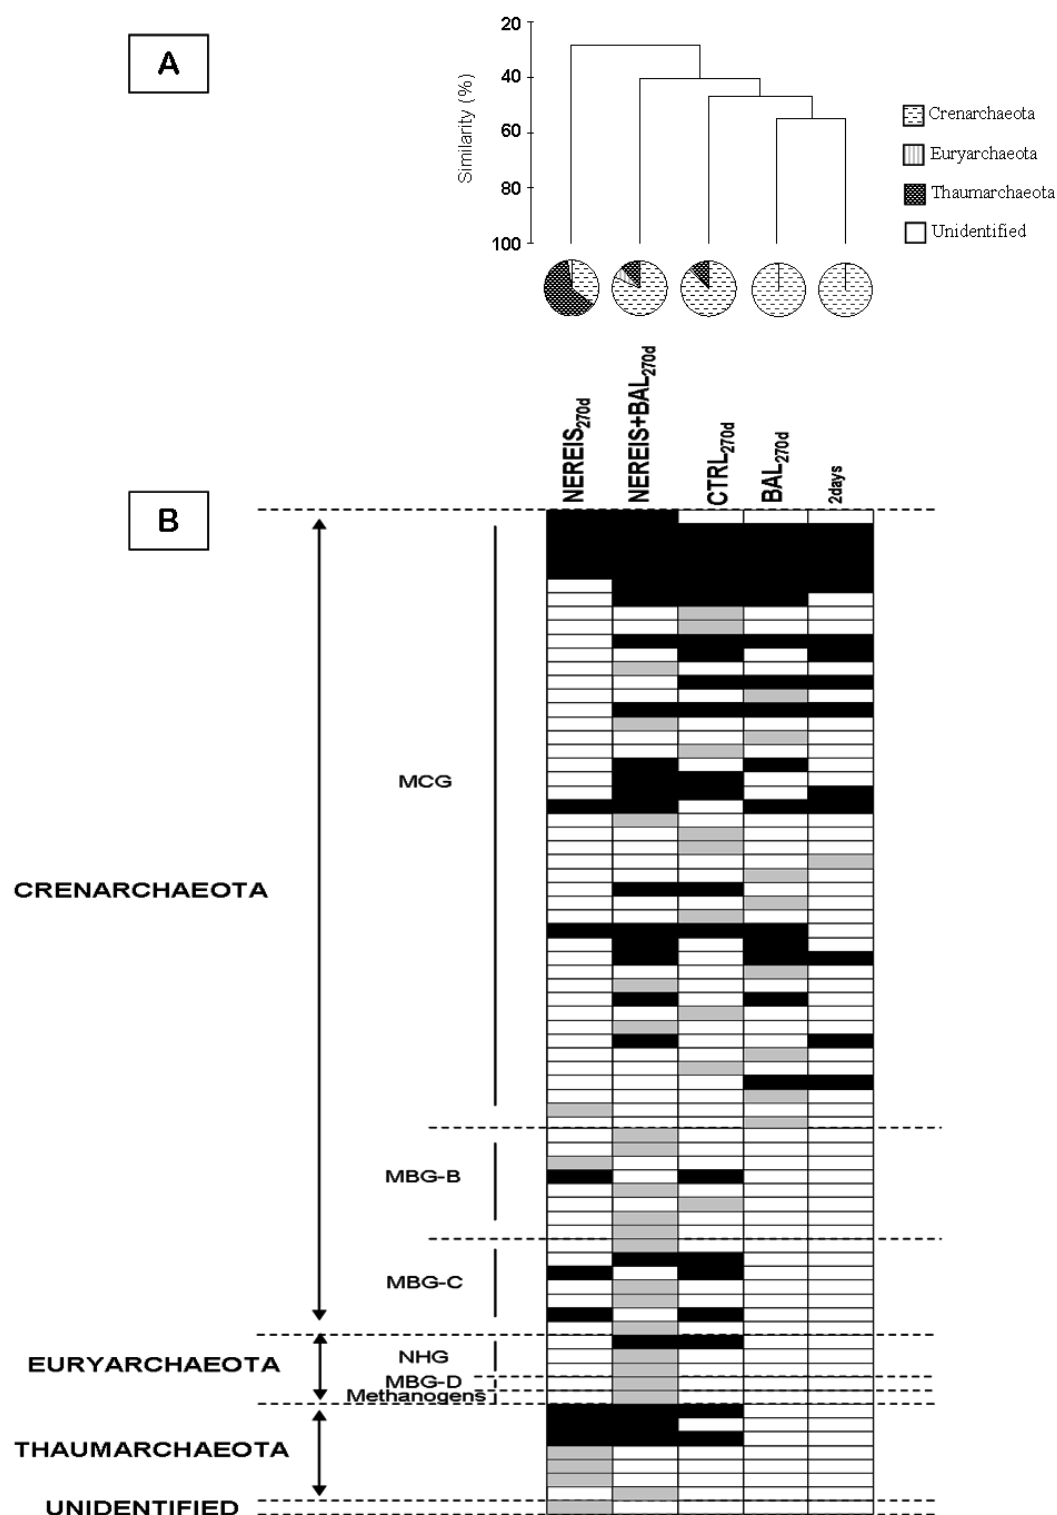 A
20
40
60
80
100
Similarity (%)
Crenarchaeota
Euryarchaeota
Thaumarchaeota
Unidentified
NEREIS270d
NEREIS+BAL270d
CTRL270d
BAL270d
2days
B
MCG
CRENARCHAEOTA
MBG-B
MBG-C
EURYARCHAEOTA
NHG
MBG-D
Methanogens
THAUMARCHAEOTA
UNIDENTIFIED